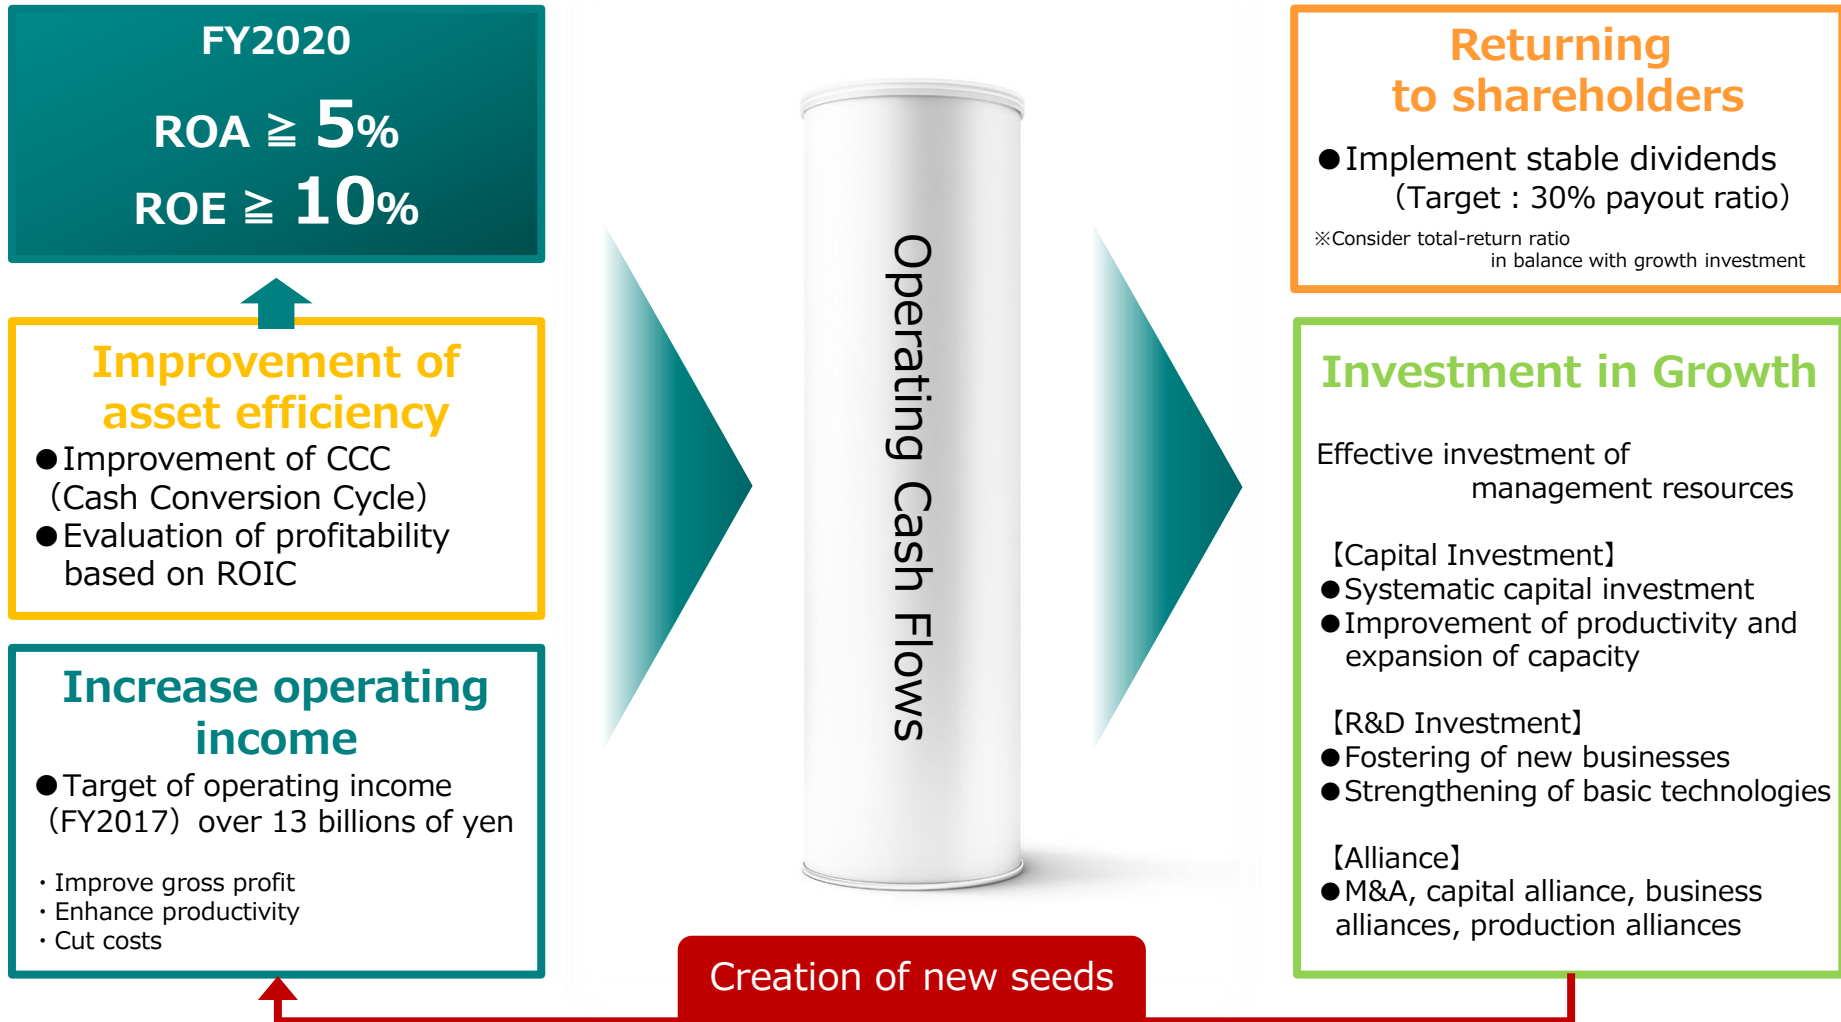 FY2020
ROA ≧ 5%
ROE ≧ 10%
Improvement of
asset efficiency
●Improvement of CCC
（Cash Conversion Cycle）
●Evaluation of profitability
based on ROIC
Increase operating
income
●Target of operating income
（FY2017）over 13 billions of yen
・Improve gross profit
・Enhance productivity
・Cut costs
Operating Cash Flows
Returning
to shareholders
●Implement stable dividends
（Target：30% payout ratio）
※Consider total-return ratio
in balance with growth investment
Investment in Growth
Effective investment of
management resources
【Capital Investment】
●Systematic capital investment
●Improvement of productivity and
expansion of capacity
【R&D Investment】
●Fostering of new businesses
●Strengthening of basic technologies
【Alliance】
●M&A, capital alliance, business
alliances, production alliances
Creation of new seeds